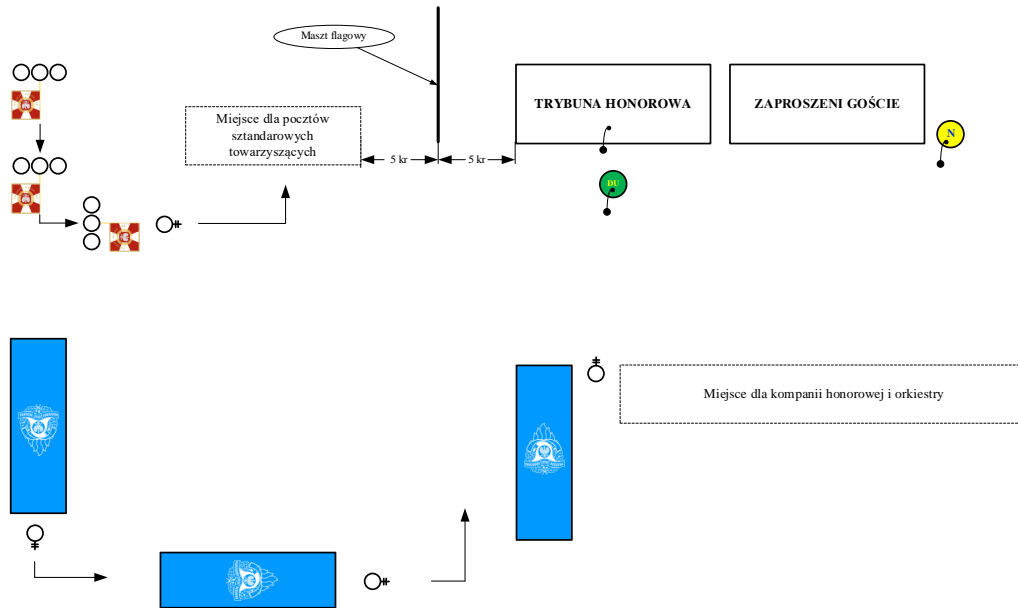 Maszt flagowy
TRYBUNA HONOROWA
ZAPROSZENI GOŚCIE
Miejsce dla pocztów
sztandarowych
towarzyszących
N
5 kr
5 kr
DU
Miejsce dla kompanii honorowej i orkiestry